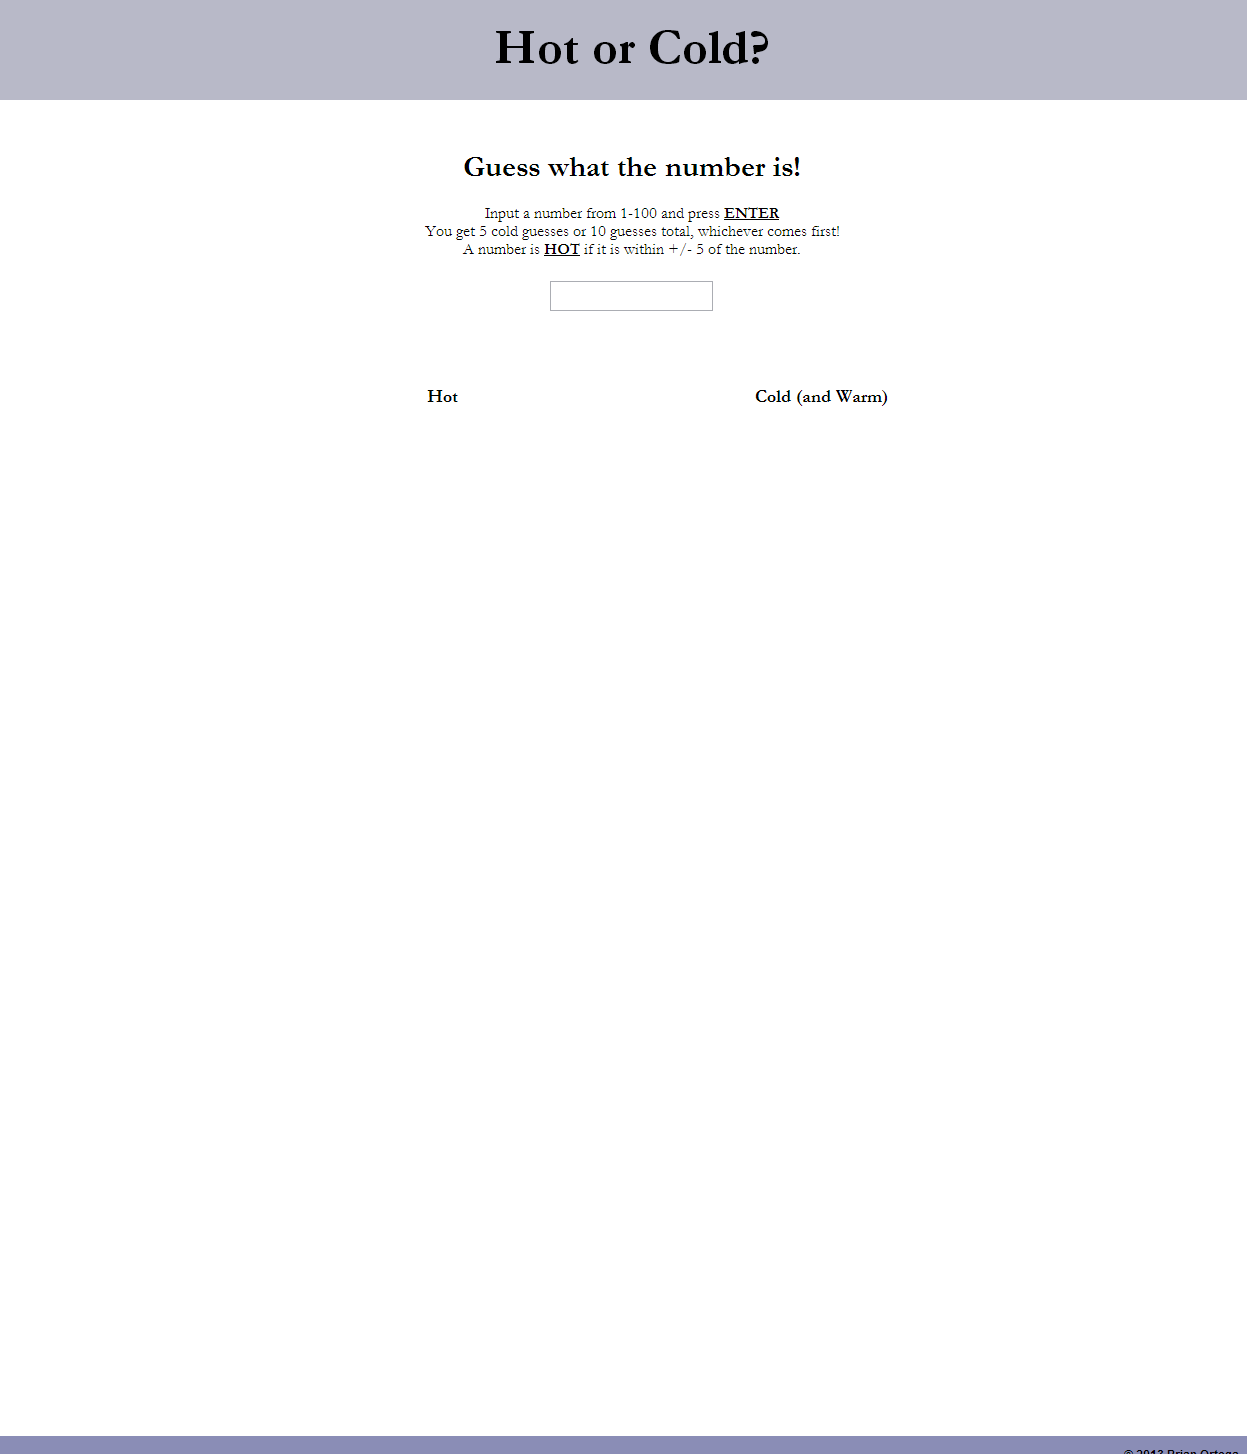 Hot or Cold?
Guess what the number is!
Input a number from 1-100 and press ENTER
You get 5 cold guesses or 10 guesses total, whichever comes first!
A number is HOT if it is within +/- 5 of the number.
Hot
Cold (and Warm)
© 2013 Brian Ortega